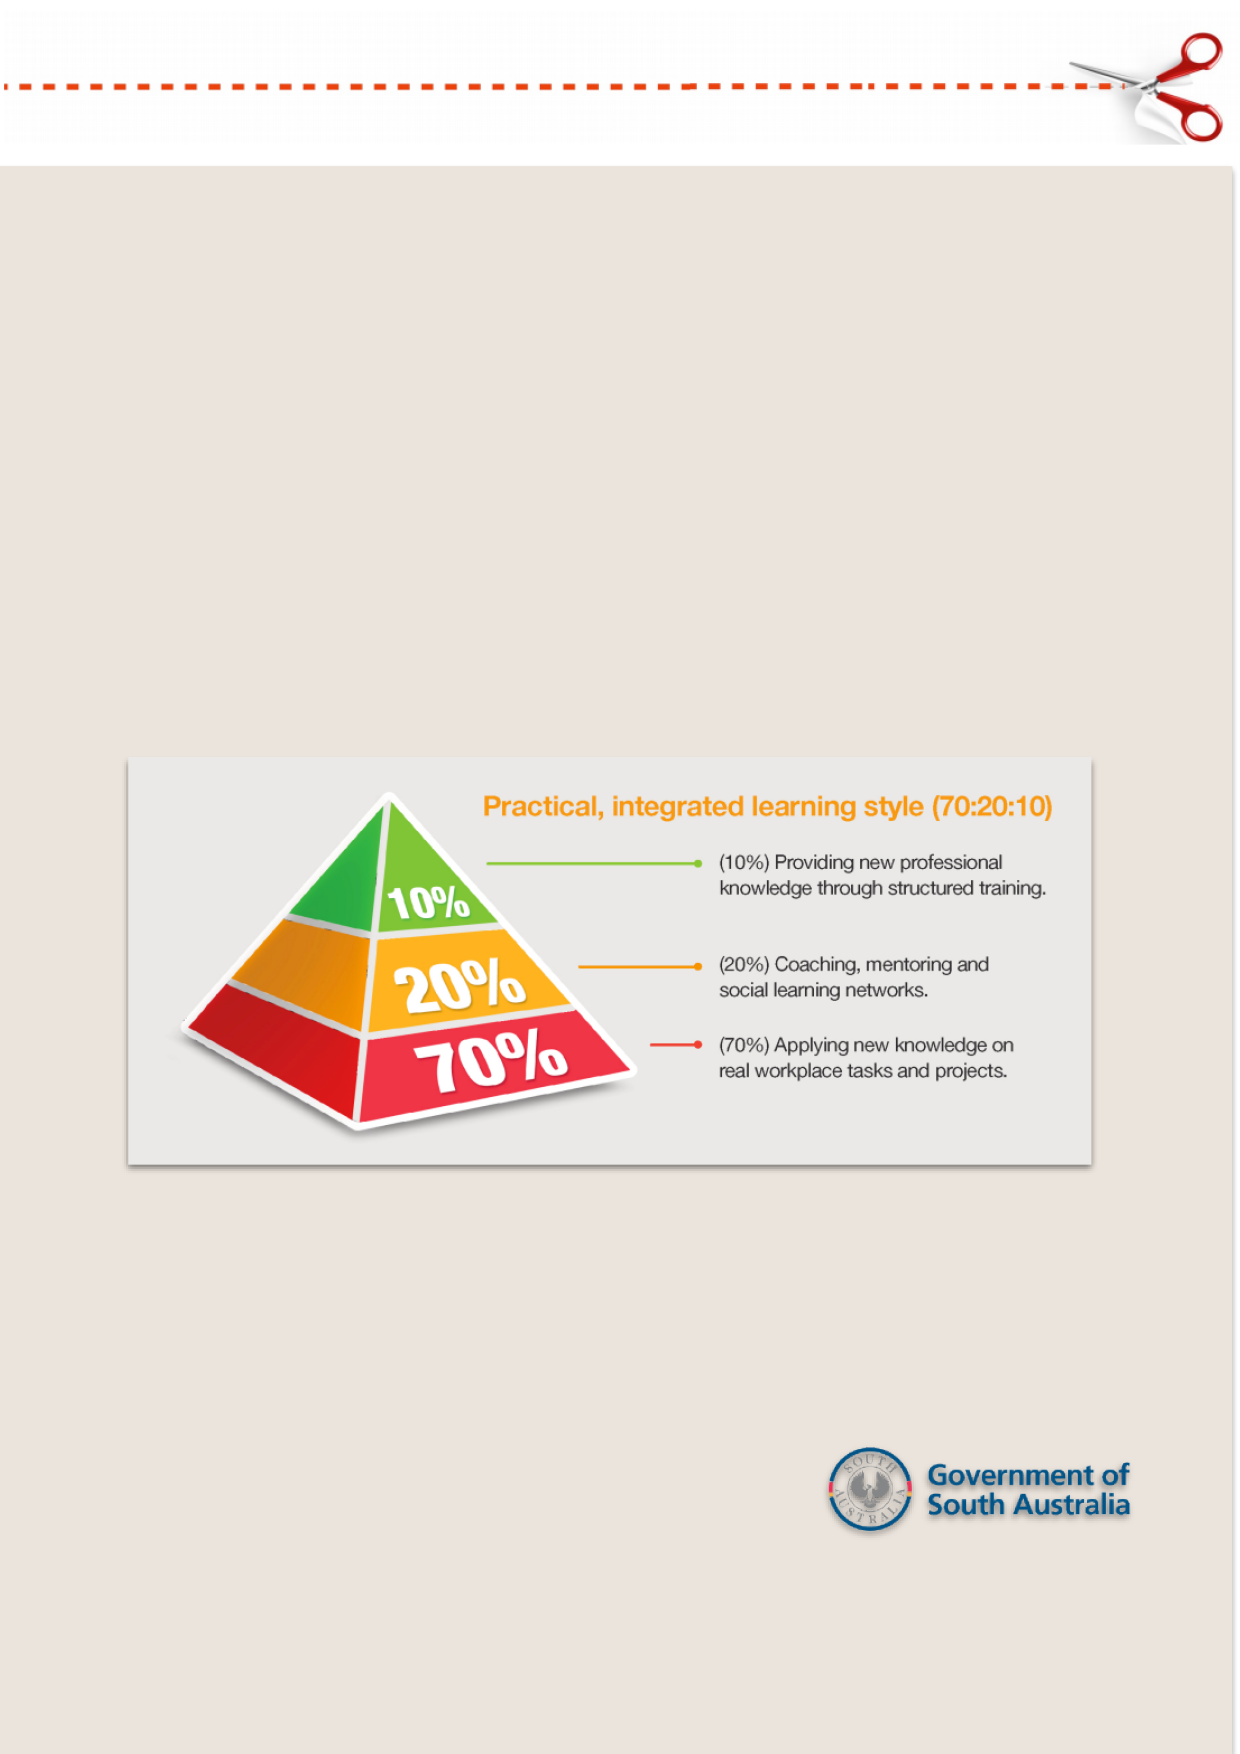 Practical, integrated learning style (70:20:10)
10%
(10%) Providing new professional
knowledge through structured training.
20%
(20%) Coaching, mentoring and
social learning networks.
70%
(70%) Applying new knowledge on
real workplace tasks and projects.
SOUTH
AUSTRALIA
Government of
South Australia